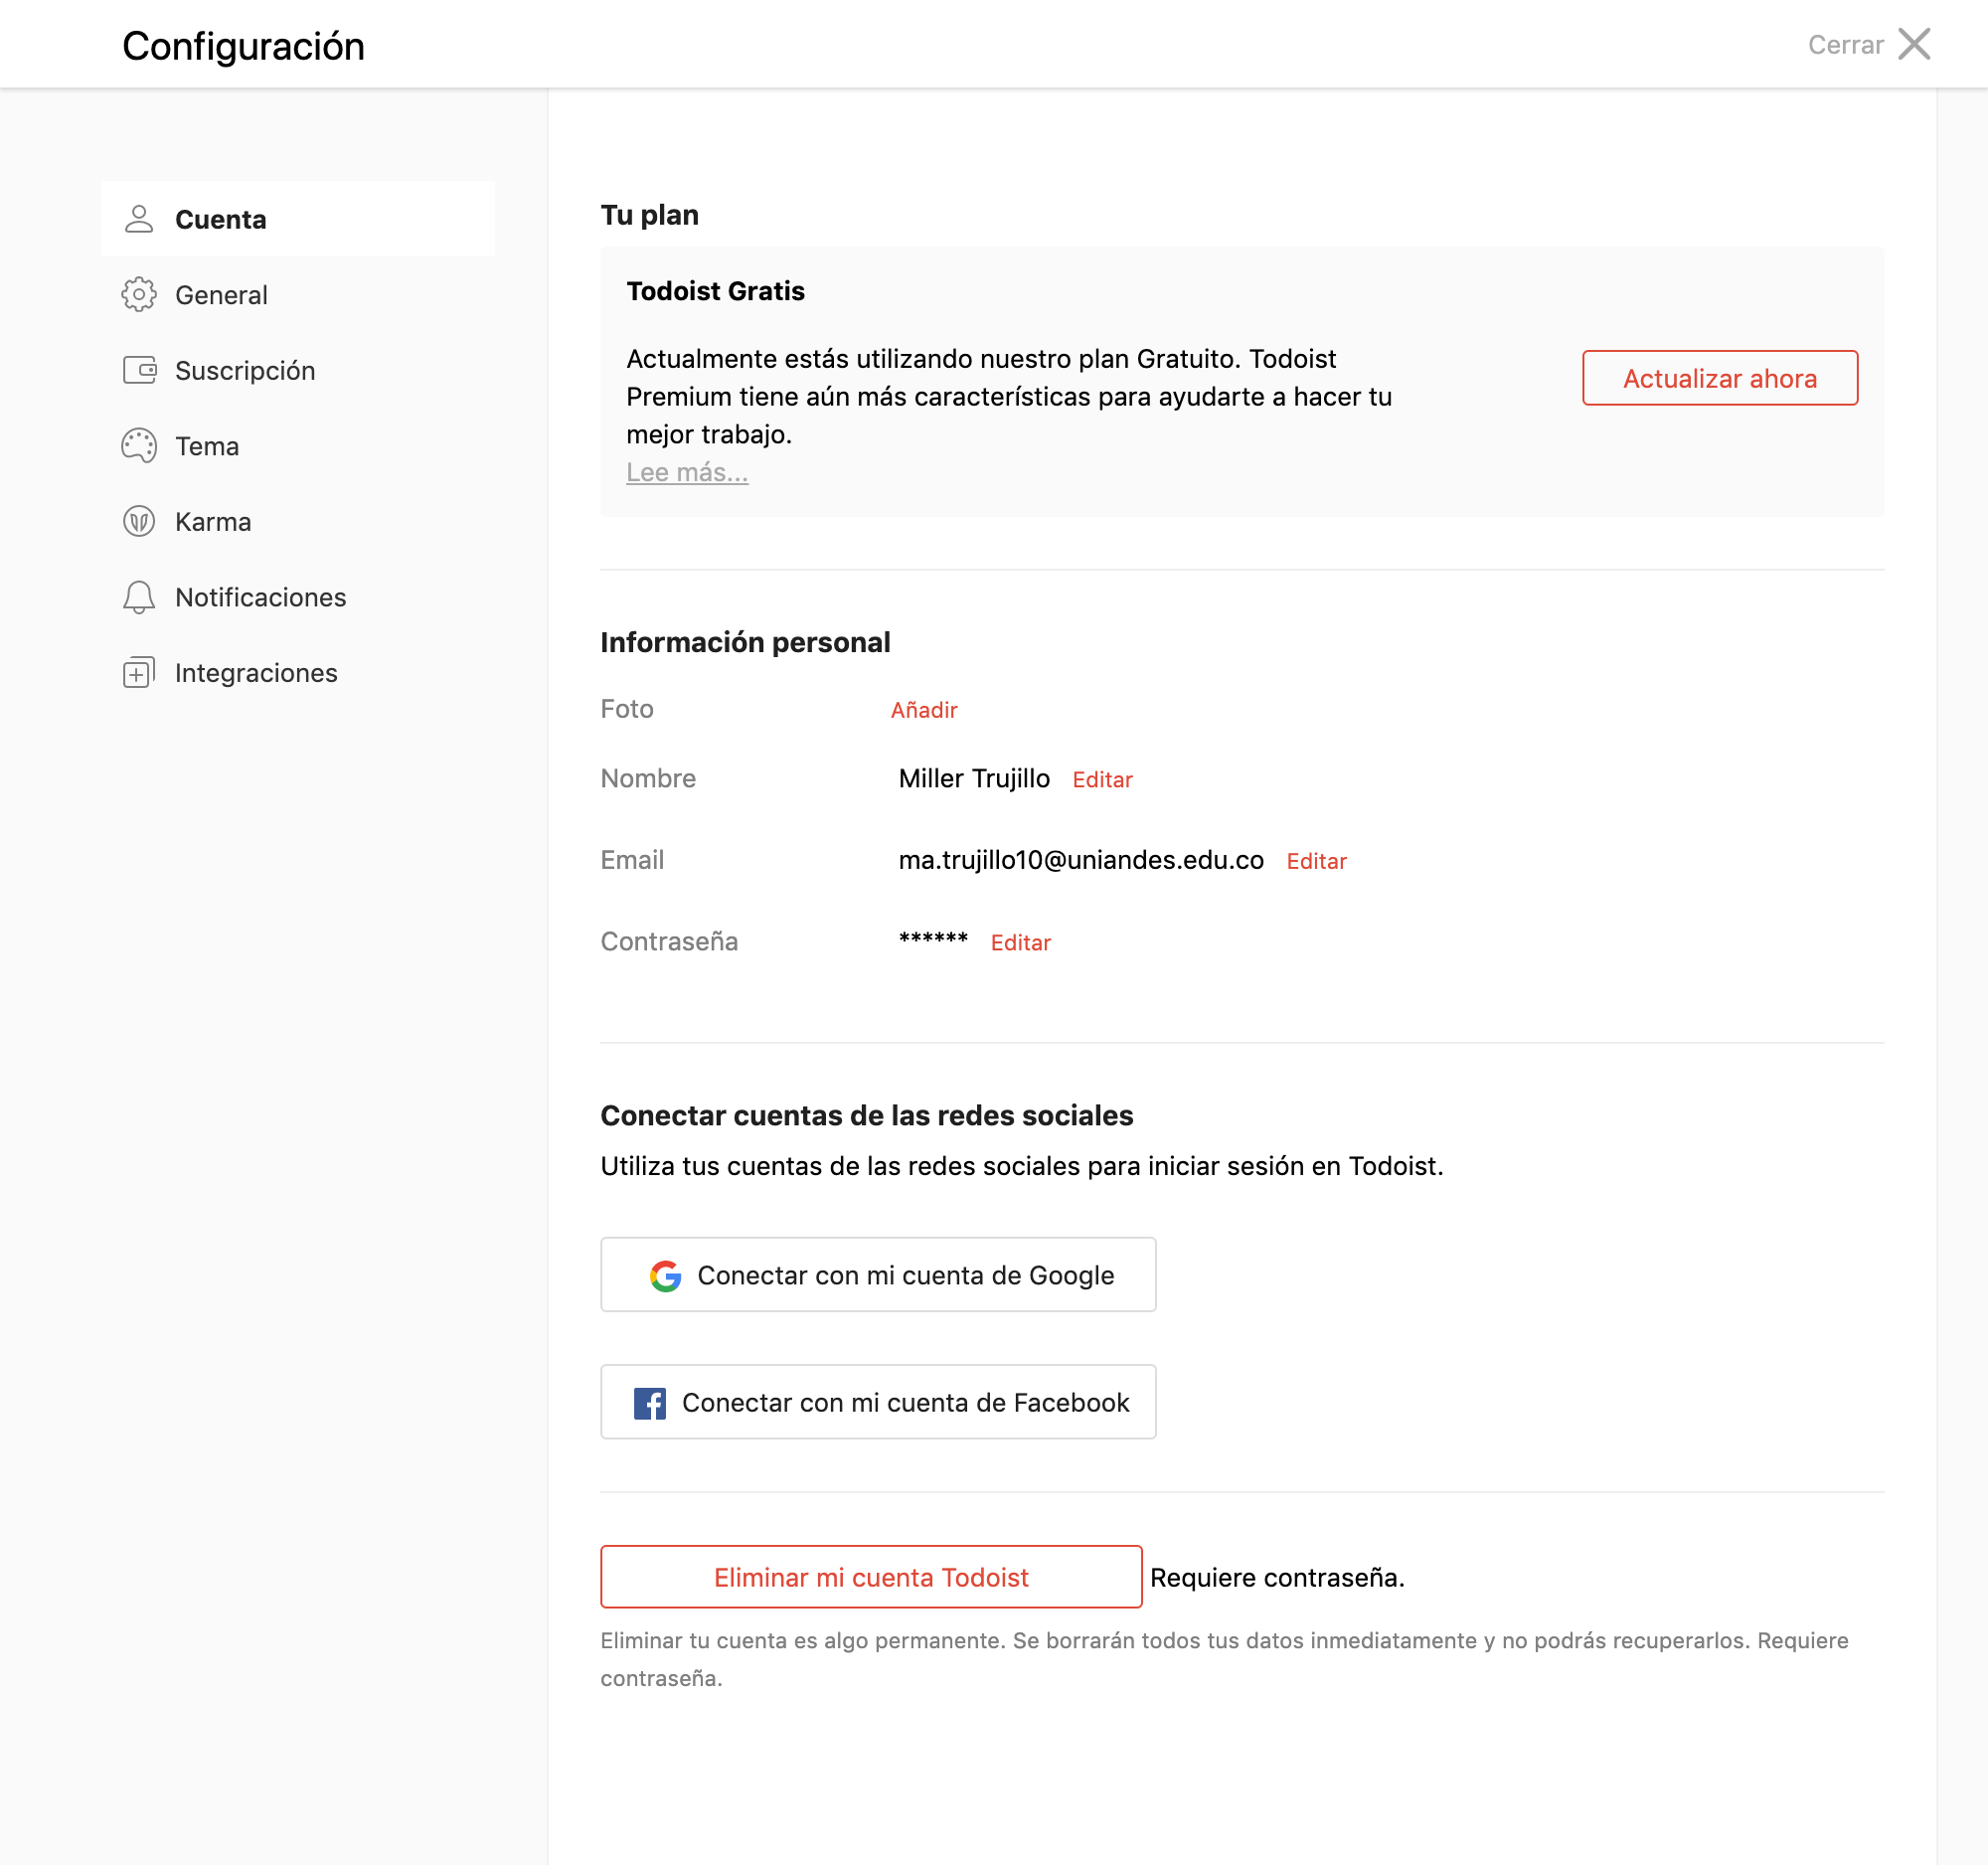 Configuración
Cerrar
Cuenta
General
Suscripción
Tema
Karma
Notificaciones
Integraciones
Tu plan
Todoist Gratis
Actualmente estás utilizando nuestro plan Gratuito. Todoist
Premium tiene aún más características para ayudarte a hacer tu
mejor trabajo.
Lee más...
Actualizar ahora
Información personal
Foto Añadir
Nombre Miller Trujillo Editar
Email ma.trujillo10@uniandes.edu.co Editar
Contraseña ****** Editar
Conectar cuentas de las redes sociales
Utiliza tus cuentas de las redes sociales para iniciar sesión en Todoist.
Conectar con mi cuenta de Google
Conectar con mi cuenta de Facebook
Eliminar mi cuenta Todoist Requiere contraseña.
Eliminar tu cuenta es algo permanente. Se borrarán todos tus datos inmediatamente y no podrás recuperarlos. Requiere
contraseña.